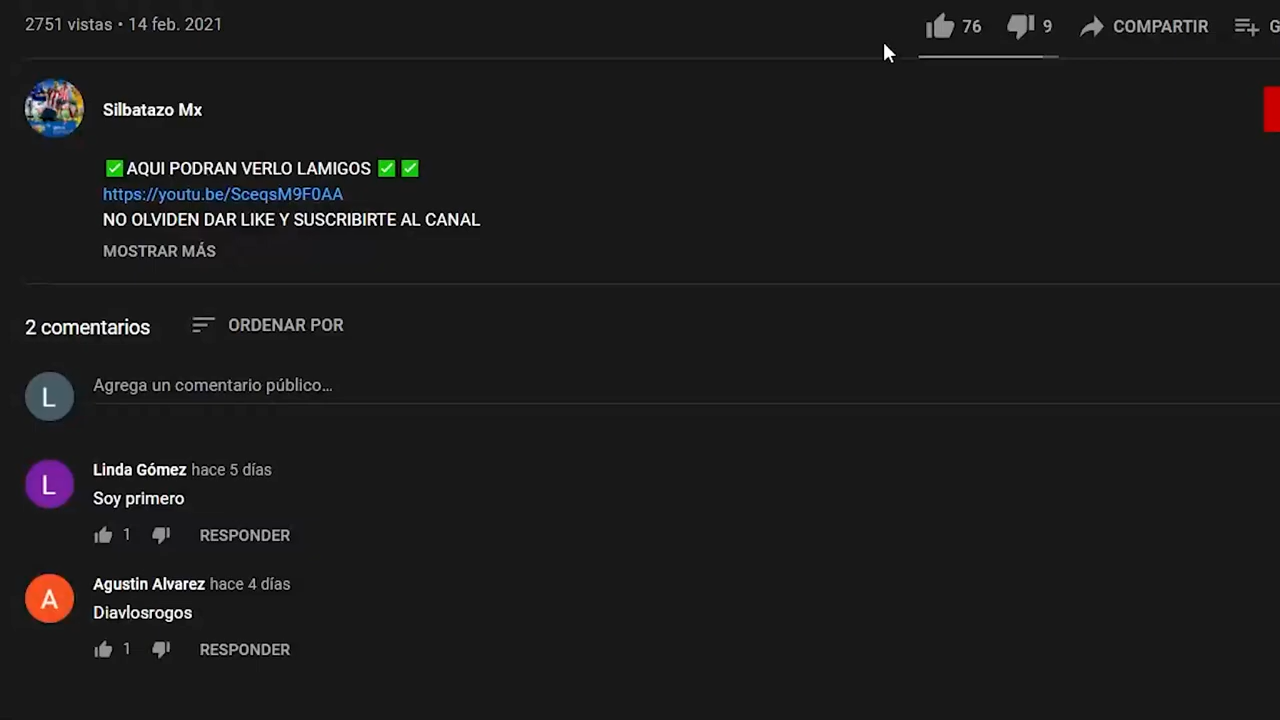 2751 vistas • 14 feb. 2021
76
9
COMPARTIR
G
Silbatazo Mx
✅AQUI PODRAN VERLO LAMIGOS ✅ ✅
https://youtu.be/SceqsM9F0AA
NO OLVIDEN DAR LIKE Y SUSCRIBIRTE AL CANAL
MOSTRAR MÁS
2 comentarios
ORDENAR POR
L
Agrega un comentario público...
L
Linda Gómez hace 5 días
Soy primero
1
RESPONDER
A
Agustin Alvarez hace 4 días
Diavlosrogos
1
RESPONDER